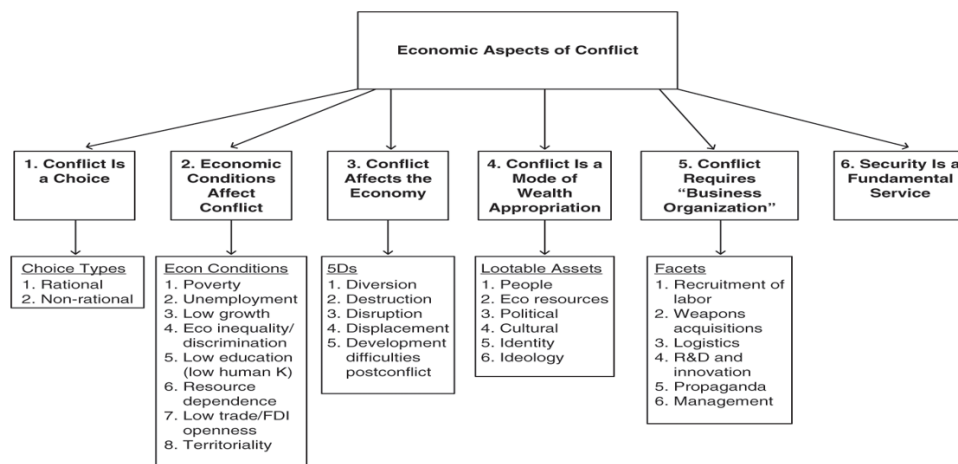 Economic Aspects of Conflict
1. Conflict Is
a Choice
2. Economic
Conditions
Affect
Conflict
3. Conflict
Affects the
Economy
4. Conflict Is a
Mode of
Wealth
Appropriation
5. Conflict
Requires
“Business
Organization”
6. Security Is a
Fundamental
Service
Choice Types
1. Rational
2. Non-rational
Econ Conditions
1. Poverty
2. Unemployment
3. Low growth
4. Eco inequality/
discrimination
5. Low education
(low human K)
6. Resource
dependence
7. Low trade/FDI
openness
8. Territoriality
5Ds
1. Diversion
2. Destruction
3. Disruption
4. Displacement
5. Development
difficulties
postconflict
Lootable Assets
1. People
2. Eco resources
3. Political
4. Cultural
5. Identity
6. Ideology
Facets
1. Recruitment of
labor
2. Weapons
acquisitions
3. Logistics
4. R&D and
innovation
5. Propaganda
6. Management